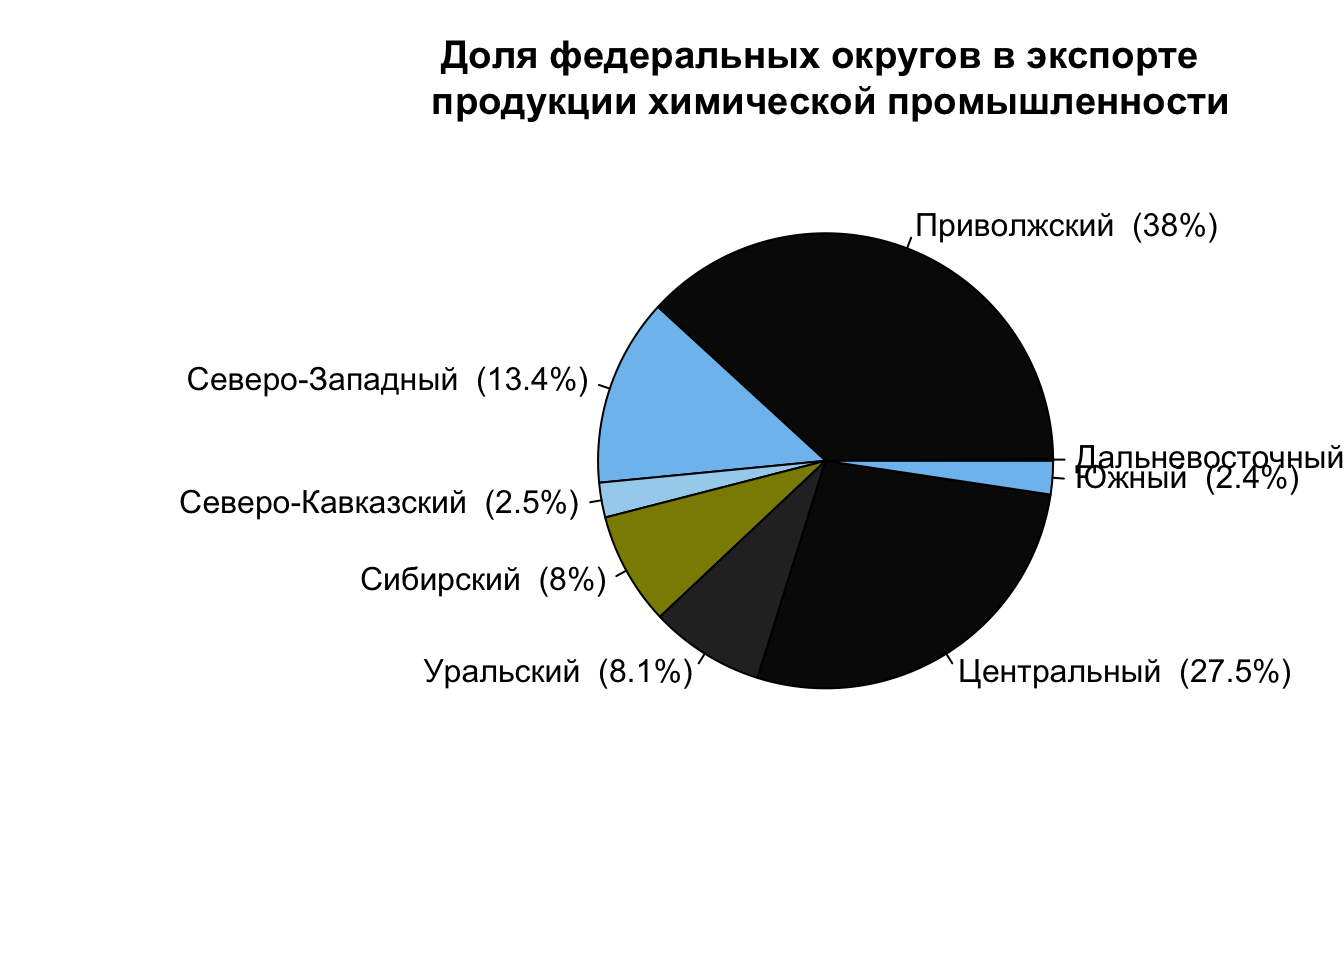 Доля федеральных округов в экспорте
продукции химической промышленности
Приволжский (38%)
Северо-Западный (13.4%)
Дальневосточный
Южный (2.4%)
Северо-Кавказский (2.5%)
Сибирский (8%)
Уральский (8.1%)
Центральный (27.5%)